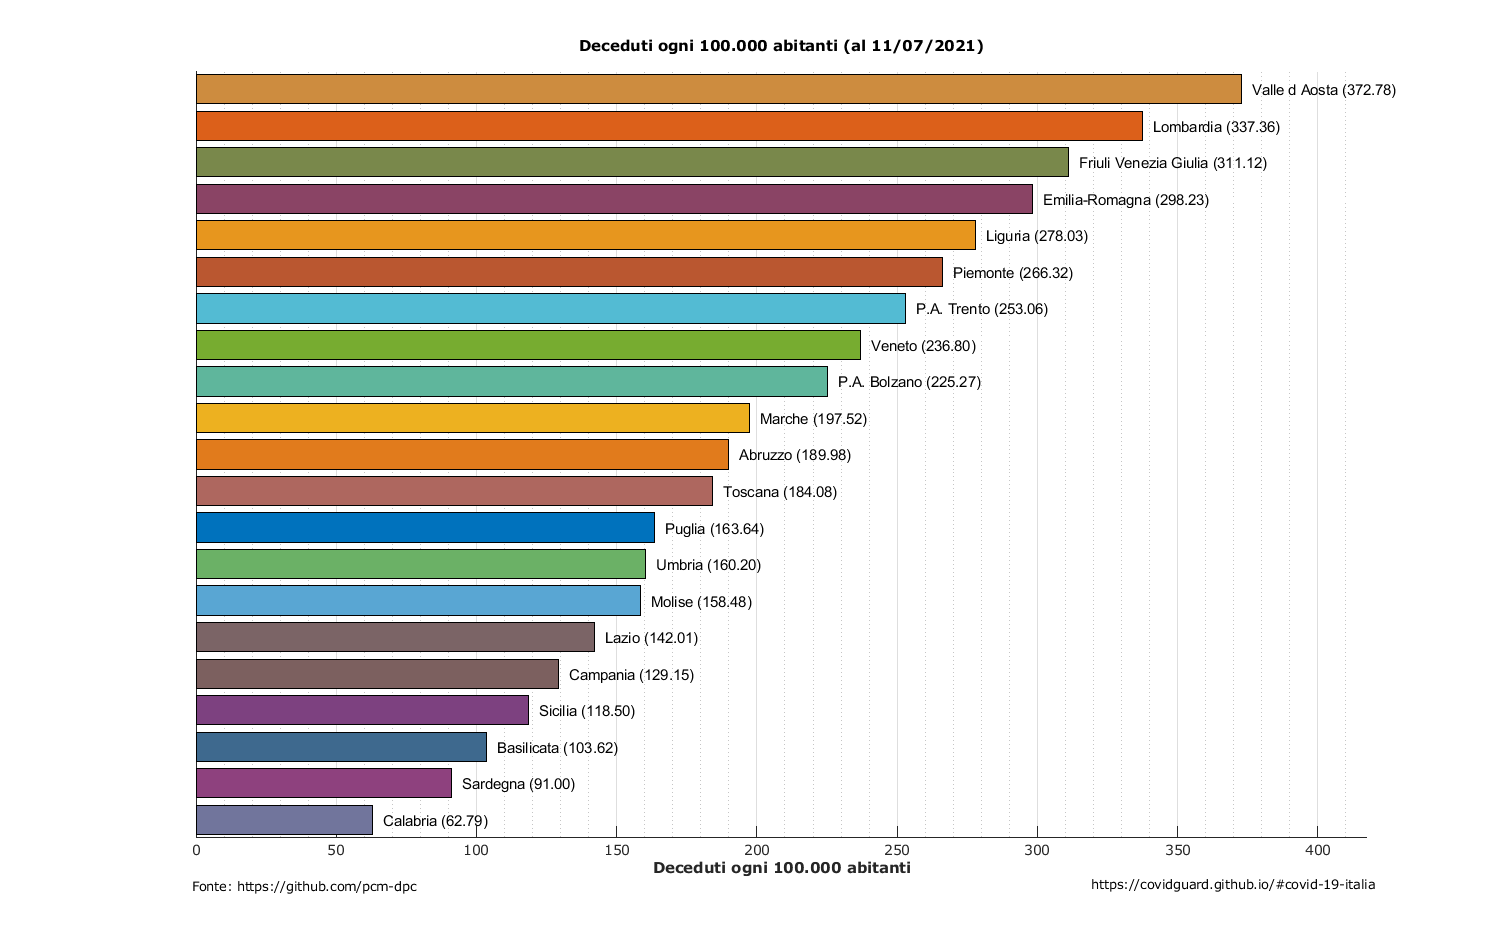 Deceduti ogni 100.000 abitanti (al 11/07/2021)
Valle d Aosta (372.78)
Lombardia (337.36)
Friuli Venezia Giulia (311.12)
Emilia-Romagna (298.23)
Liguria (278.03)
Piemonte (266.32)
P.A. Trento (253.06)
Veneto (236.80)
P.A. Bolzano (225.27)
Marche (197.52)
Abruzzo (189.98)
Toscana (184.08)
Puglia (163.64)
Umbria (160.20)
Molise (158.48)
Lazio (142.01)
Campania (129.15)
Sicilia (118.50)
Basilicata (103.62)
Sardegna (91.00)
Calabria (62.79)
0 50 100 150 200 250 300 350 400
Deceduti ogni 100.000 abitanti
Fonte: https://github.com/pcm-dpc
https://covidguard.github.io/#covid-19-italia